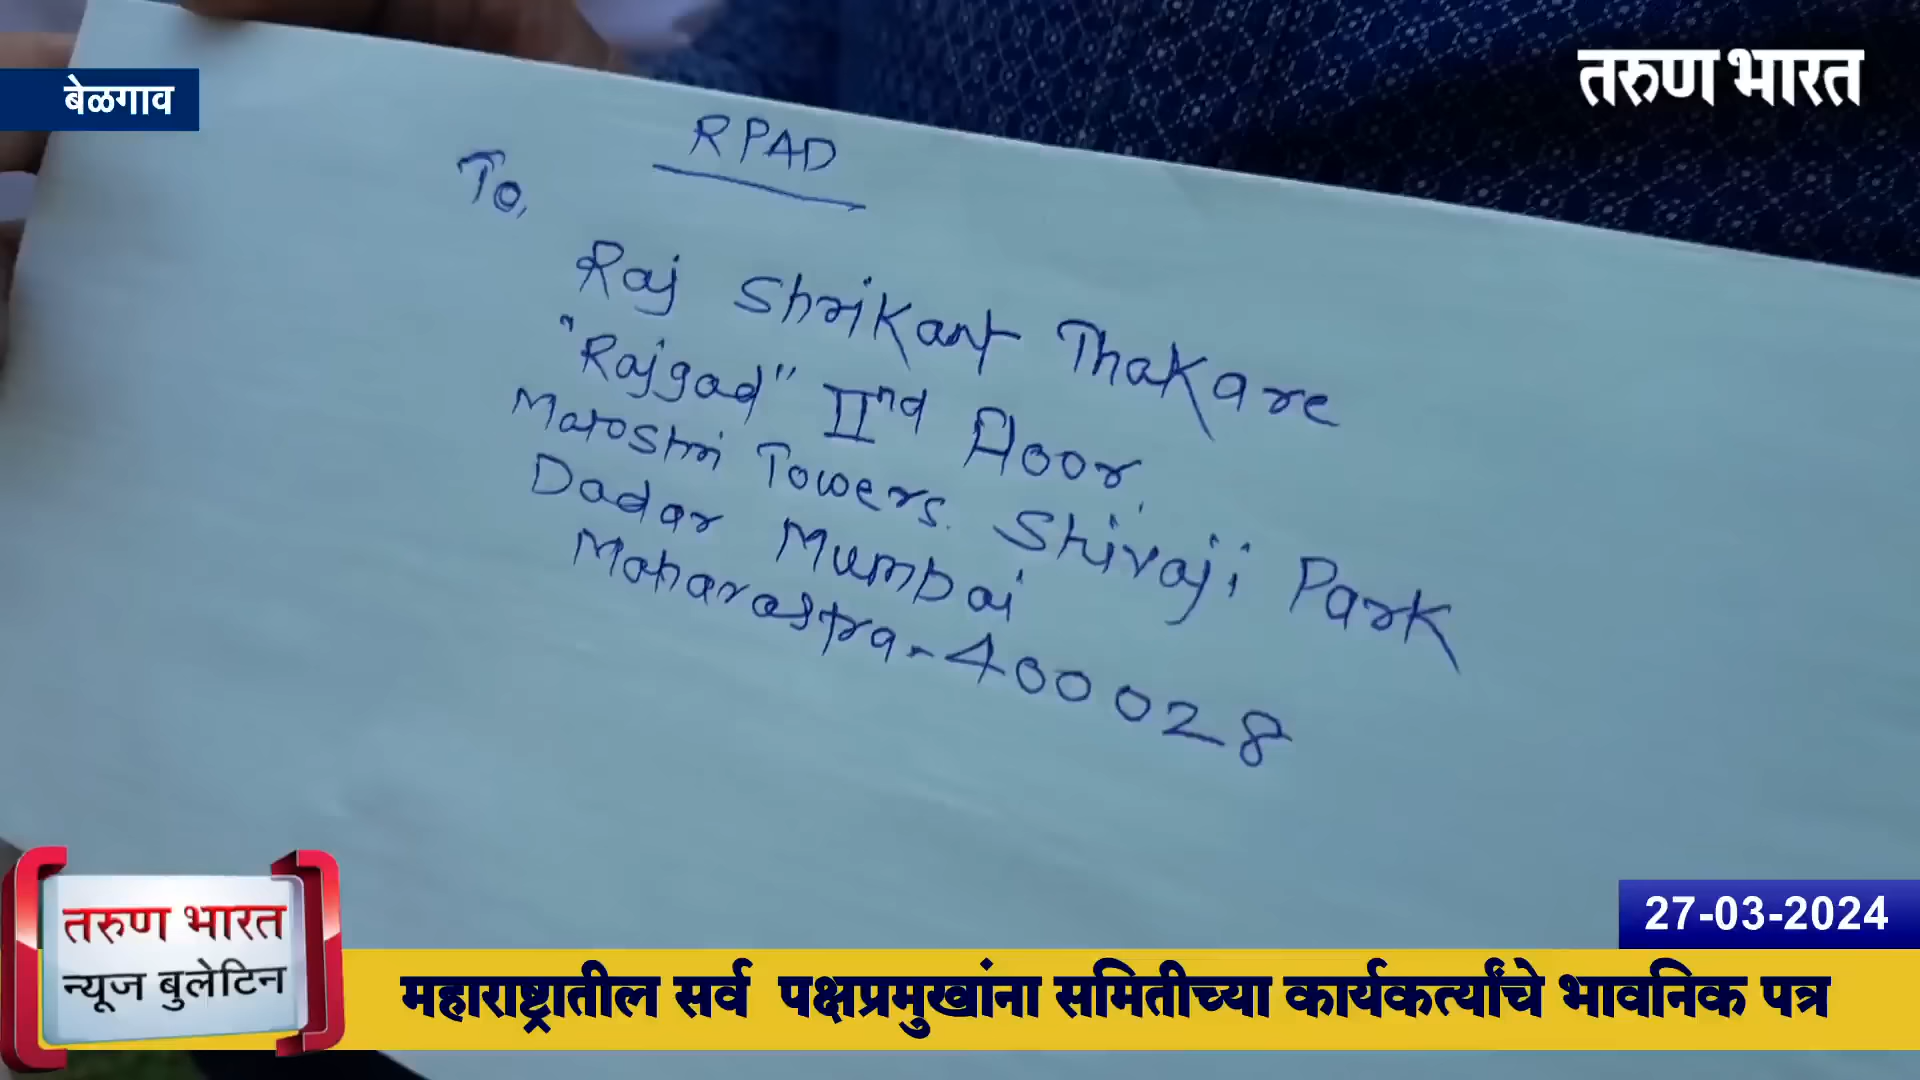 बेळगाव
तरुण भारत
RPAD
To,
Raj Shrikant Thakare
"Rajgad" IInd Floor,
Matoshri Towers. Shivaji Park
Dadar Mumbai
Maharastra-400028
27-03-2024
तरुण भारत
न्यूज बुलेटिन
महाराष्ट्रातील सर्व पक्षप्रमुखांना समितीच्या कार्यकर्त्यांचे भावनिक पत्र